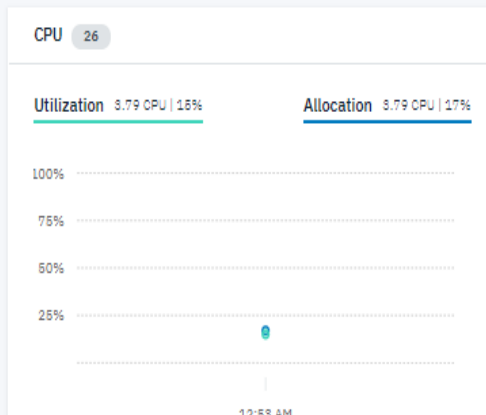 CPU 26
Utilization 3.79 CPU | 15%
Allocation 3.79 CPU | 17%
100%
75%
50%
25%
12:53 AM